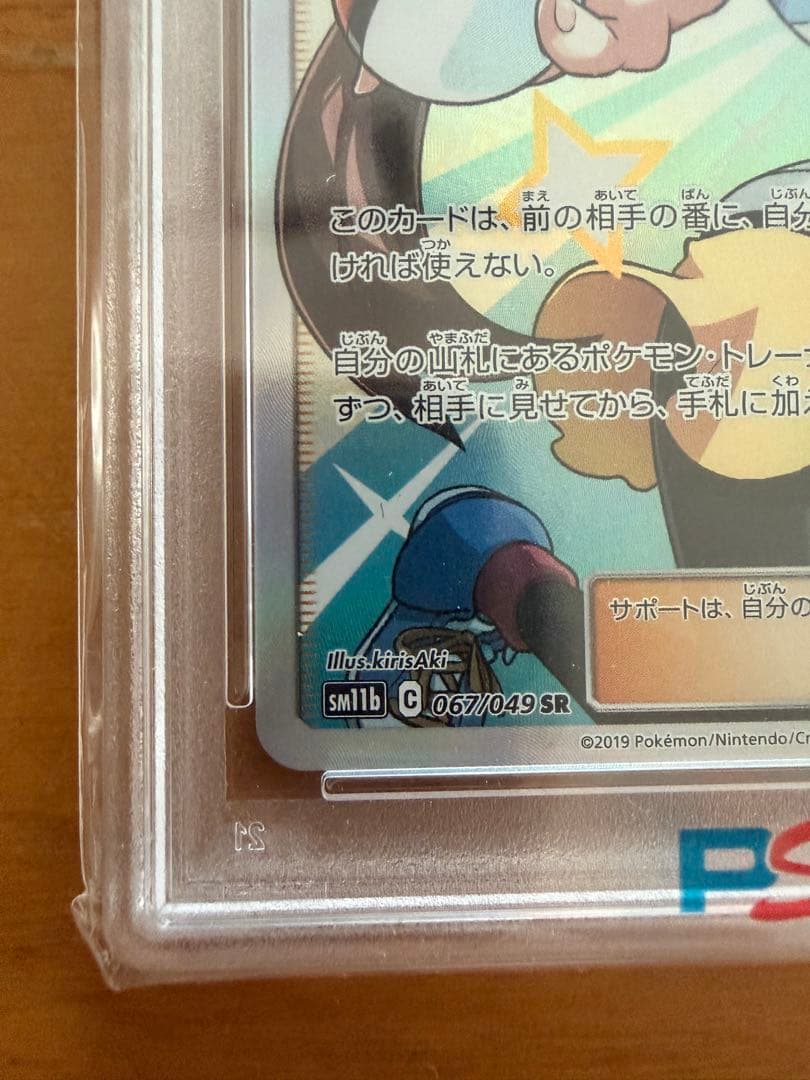 このカードは、前の相手の番に、自分
ければ使えない。
自分の山札にあるポケモン・トレー
ずつ、相手に見せてから、手札に加え
サポートは、自分の
Illus.kirisAki
SM11b C 067/049 SR
©2019 Pokémon/Nintendo/Cr
21
PS